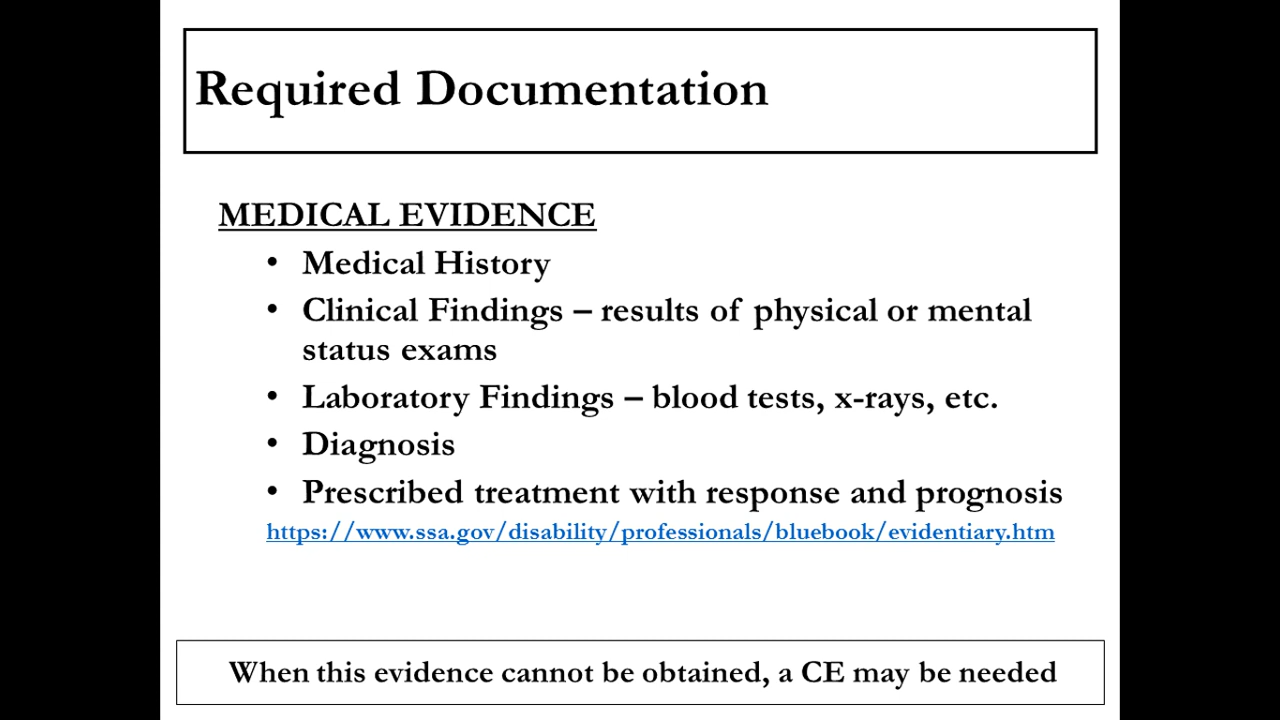 Required Documentation
MEDICAL EVIDENCE
• Medical History
• Clinical Findings – results of physical or mental
status exams
• Laboratory Findings – blood tests, x-rays, etc.
• Diagnosis
• Prescribed treatment with response and prognosis
https://www.ssa.gov/disability/professionals/bluebook/evidentiary.htm
When this evidence cannot be obtained, a CE may be needed